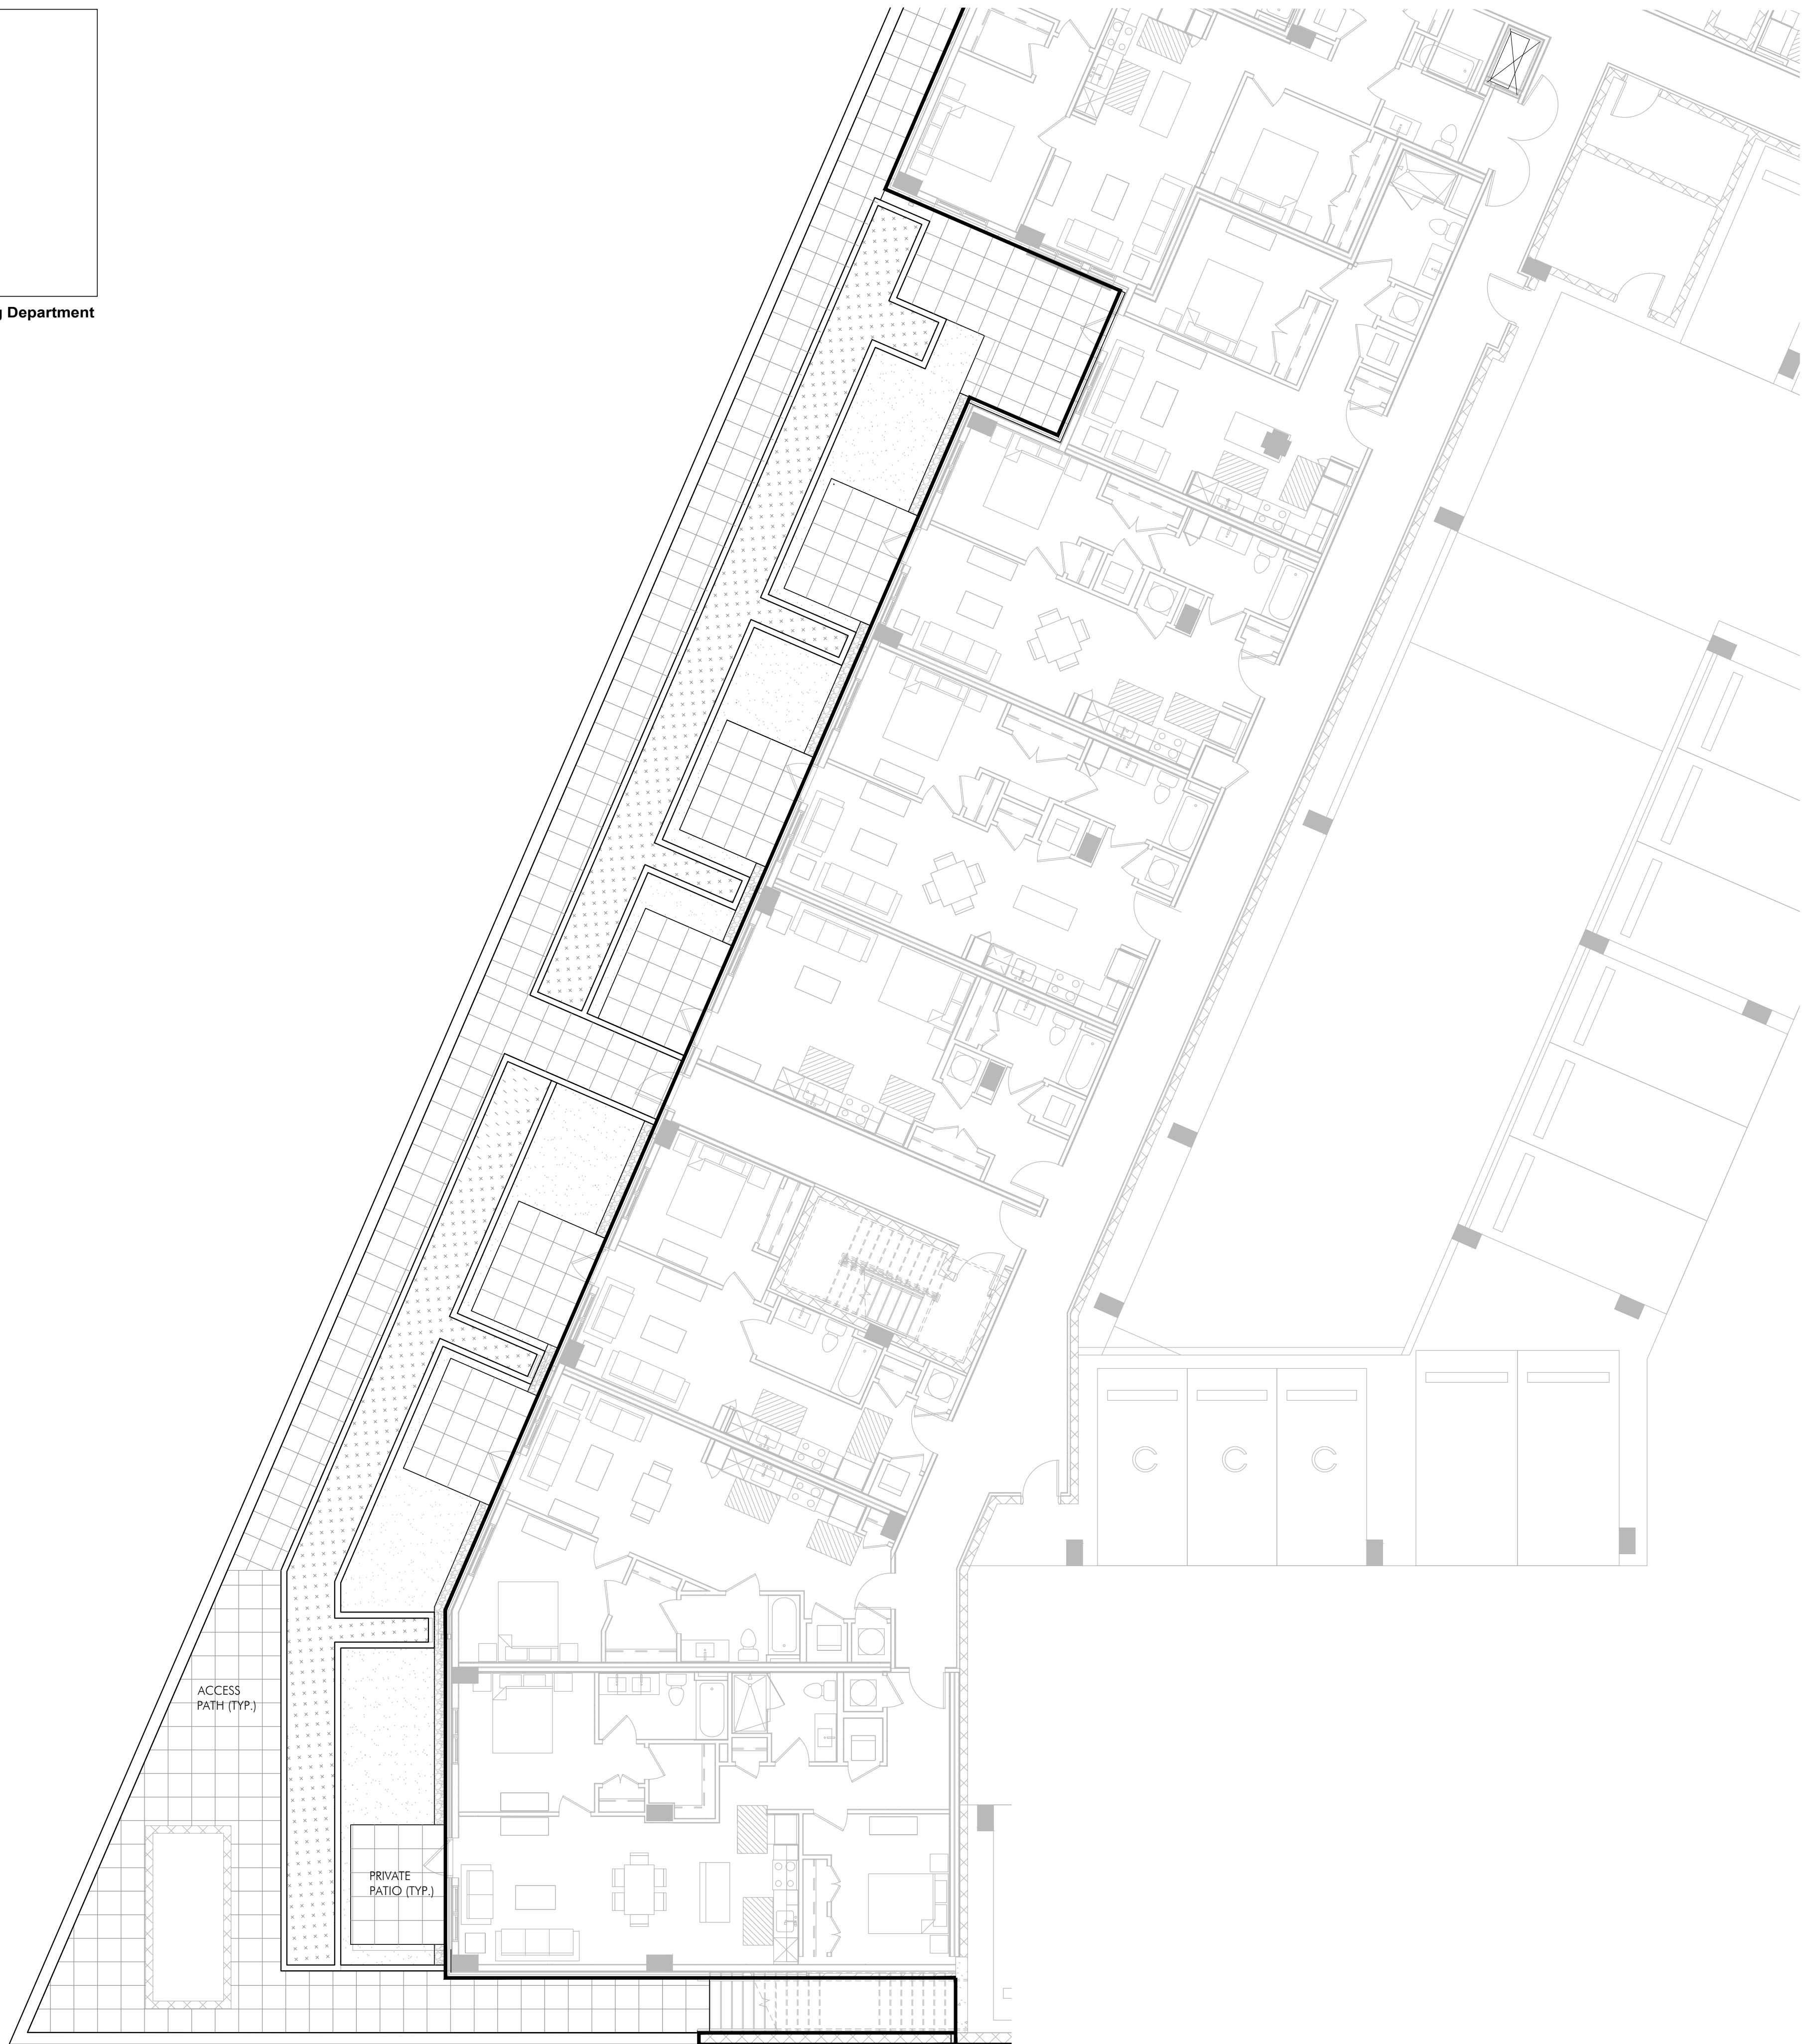 g Department
ACCESS
PATH (TYP.)
PRIVATE
PATIO (TYP.)